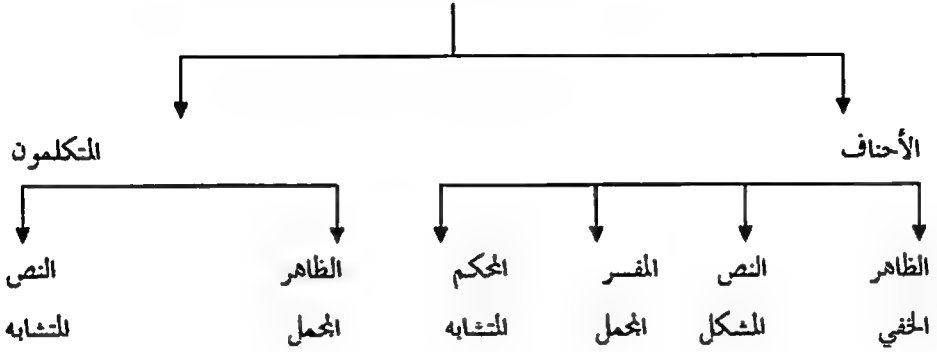 الأحناف المتكلمون
الظاهر النص المفسر المحكم الظاهر النص
الخفي المشكل المجمل المتشابه المجمل المتشابه